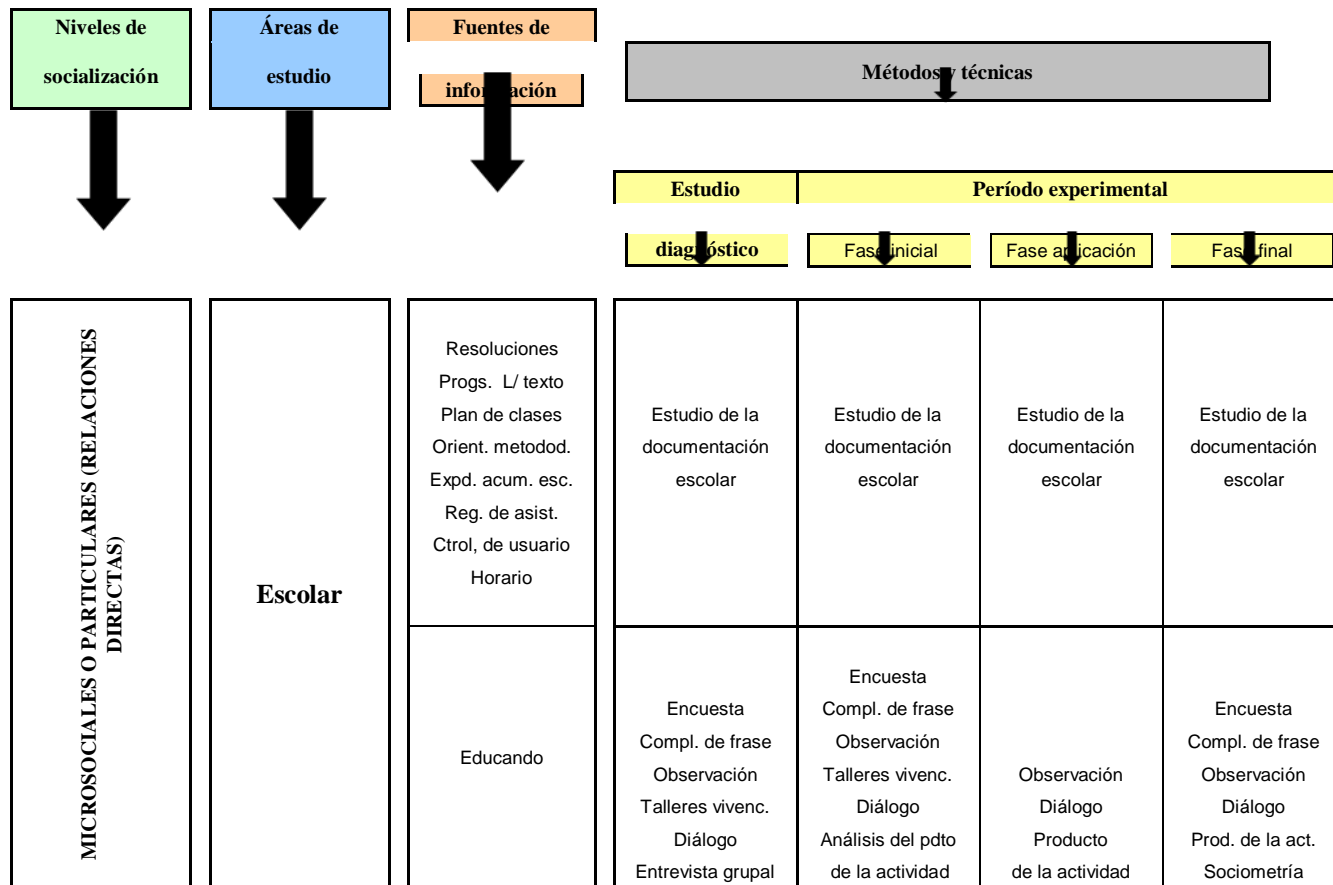 Niveles de
socialización
Áreas de
estudio
Fuentes de
información
Métodos y técnicas
Estudio
diagnóstico
Período experimental
Fase inicial
Fase aplicación
Fase final
MICROSOCIALES O PARTICULARES (RELACIONES
DIRECTAS)
Escolar
Resoluciones
Progs. L/ texto
Plan de clases
Orient. metodod.
Expd. acum. esc.
Reg. de asist.
Ctrol, de usuario
Horario
Estudio de la
documentación
escolar
Estudio de la
documentación
escolar
Estudio de la
documentación
escolar
Estudio de la
documentación
escolar
Educando
Encuesta
Compl. de frase
Observación
Talleres vivenc.
Diálogo
Entrevista grupal
Encuesta
Compl. de frase
Observación
Talleres vivenc.
Diálogo
Análisis del pdto
de la actividad
Observación
Diálogo
Producto
de la actividad
Encuesta
Compl. de frase
Observación
Diálogo
Prod. de la act.
Sociometría